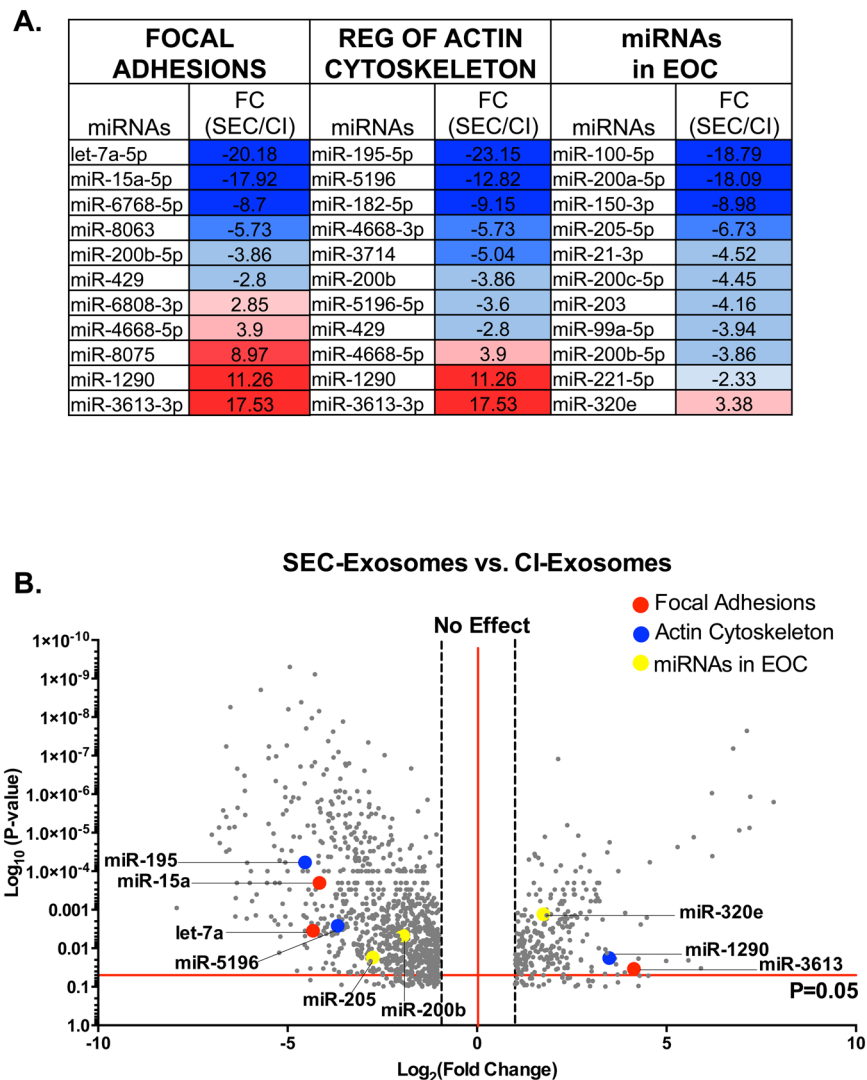 A.
FOCAL ADHESIONS REG OF ACTIN CYTOSKELETON miRNAs in EOC
miRNAs FC (SEC/CI) miRNAs FC (SEC/CI) miRNAs FC (SEC/CI)
let-7a-5p -20.18 miR-195-5p -23.15 miR-100-5p -18.79
miR-15a-5p -17.92 miR-5196 -12.82 miR-200a-5p -18.09
miR-6768-5p -8.7 miR-182-5p -9.15 miR-150-3p -8.98
miR-8063 -5.73 miR-4668-3p -5.73 miR-205-5p -6.73
miR-200b-5p -3.86 miR-3714 -5.04 miR-21-3p -4.52
miR-429 -2.8 miR-200b -3.86 miR-200c-5p -4.45
miR-6808-3p 2.85 miR-5196-5p -3.6 miR-203 -4.16
miR-4668-5p 3.9 miR-429 -2.8 miR-99a-5p -3.94
miR-8075 8.97 miR-4668-5p 3.9 miR-200b-5p -3.86
miR-1290 11.26 miR-1290 11.26 miR-221-5p -2.33
miR-3613-3p 17.53 miR-3613-3p 17.53 miR-320e 3.38
B.
SEC-Exosomes vs. CI-Exosomes
Focal Adhesions
Actin Cytoskeleton
miRNAs in EOC
No Effect
Log10 (P-value)
1×10-10
1×10-9
1×10-8
1×10-7
1.0×10-6
1.0×10-5
1.0×10-4
0.001
0.01
0.1
1.0
miR-195
miR-15a
let-7a
miR-5196
miR-205
miR-200b
miR-320e
miR-1290
miR-3613
P=0.05
-10 -5 0 5 10
Log2(Fold Change)